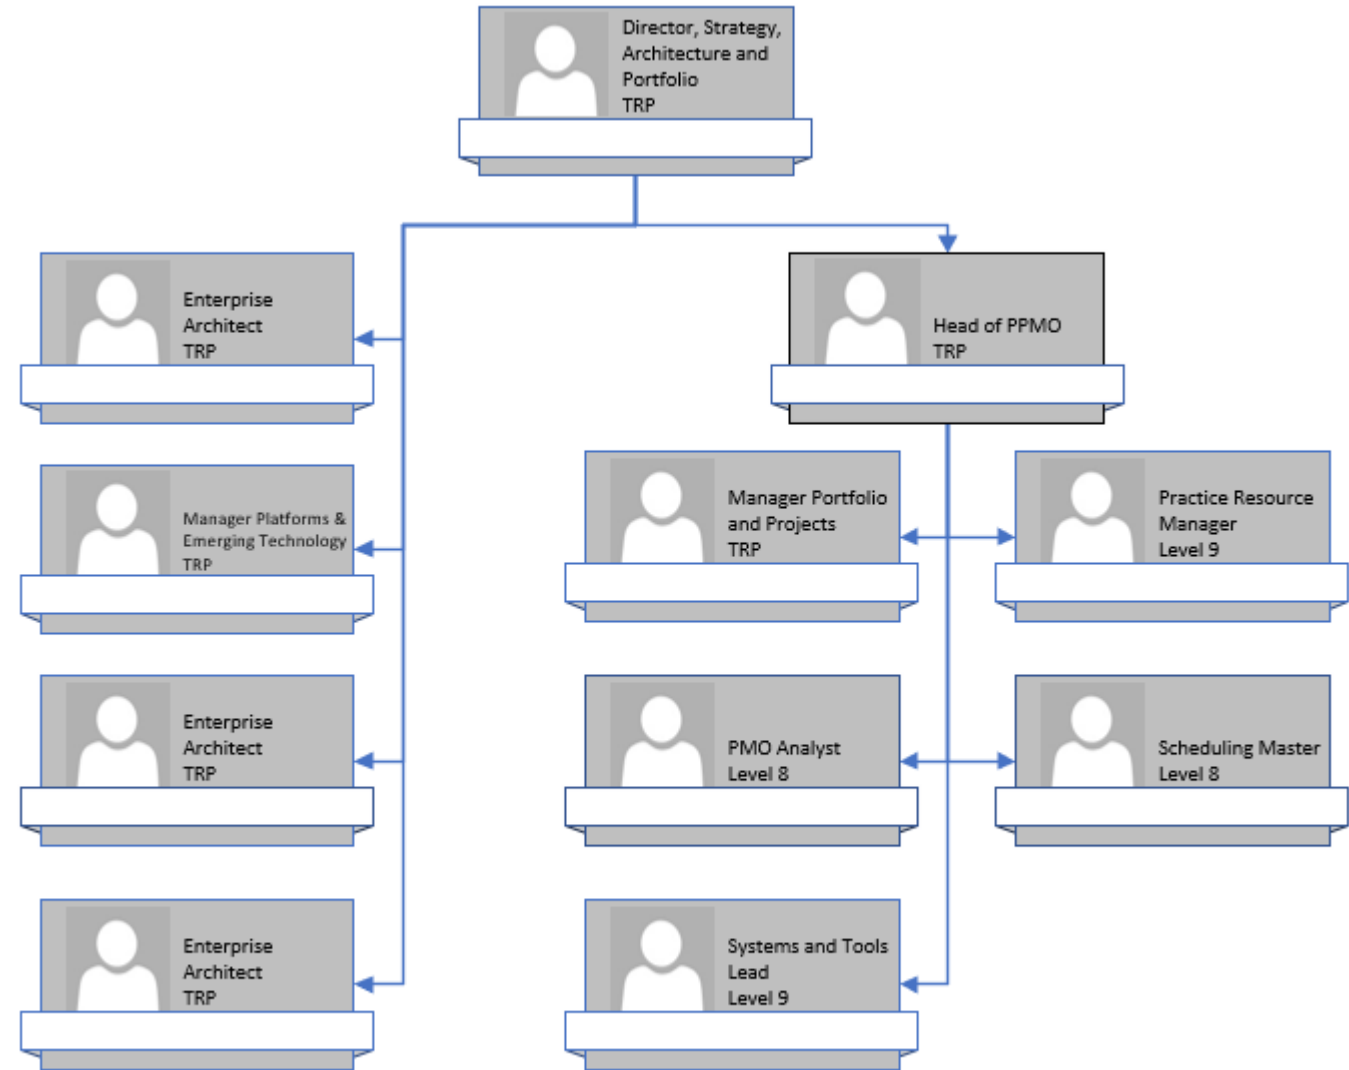 Director, Strategy,
Architecture and
Portfolio
TRP
Enterprise
Architect
TRP
Head of PPMO
TRP
Manager Platforms &
Emerging Technology
TRP
Manager Portfolio
and Projects
TRP
Practice Resource
Manager
Level 9
Enterprise
Architect
TRP
PMO Analyst
Level 8
Scheduling Master
Level 8
Enterprise
Architect
TRP
Systems and Tools
Lead
Level 9